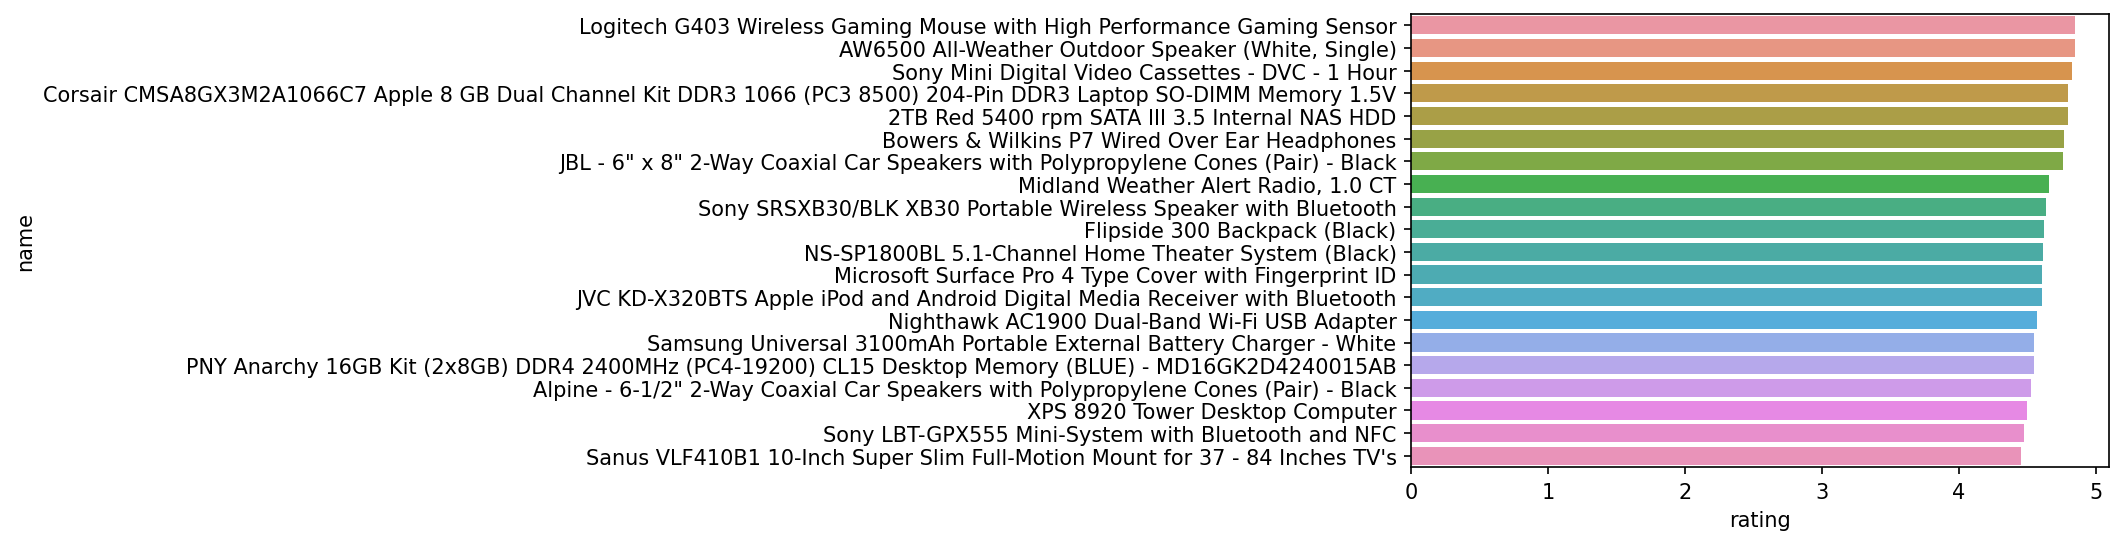 Logitech G403 Wireless Gaming Mouse with High Performance Gaming Sensor
AW6500 All-Weather Outdoor Speaker (White, Single)
Sony Mini Digital Video Cassettes - DVC - 1 Hour
Corsair CMSA8GX3M2A1066C7 Apple 8 GB Dual Channel Kit DDR3 1066 (PC3 8500) 204-Pin DDR3 Laptop SO-DIMM Memory 1.5V
2TB Red 5400 rpm SATA III 3.5 Internal NAS HDD
Bowers & Wilkins P7 Wired Over Ear Headphones
JBL - 6" x 8" 2-Way Coaxial Car Speakers with Polypropylene Cones (Pair) - Black
Midland Weather Alert Radio, 1.0 CT
Sony SRSXB30/BLK XB30 Portable Wireless Speaker with Bluetooth
Flipside 300 Backpack (Black)
NS-SP1800BL 5.1-Channel Home Theater System (Black)
Microsoft Surface Pro 4 Type Cover with Fingerprint ID
JVC KD-X320BTS Apple iPod and Android Digital Media Receiver with Bluetooth
Nighthawk AC1900 Dual-Band Wi-Fi USB Adapter
Samsung Universal 3100mAh Portable External Battery Charger - White
PNY Anarchy 16GB Kit (2x8GB) DDR4 2400MHz (PC4-19200) CL15 Desktop Memory (BLUE) - MD16GK2D4240015AB
Alpine - 6-1/2" 2-Way Coaxial Car Speakers with Polypropylene Cones (Pair) - Black
XPS 8920 Tower Desktop Computer
Sony LBT-GPX555 Mini-System with Bluetooth and NFC
Sanus VLF410B1 10-Inch Super Slim Full-Motion Mount for 37 - 84 Inches TV's
name
0 1 2 3 4 5
rating